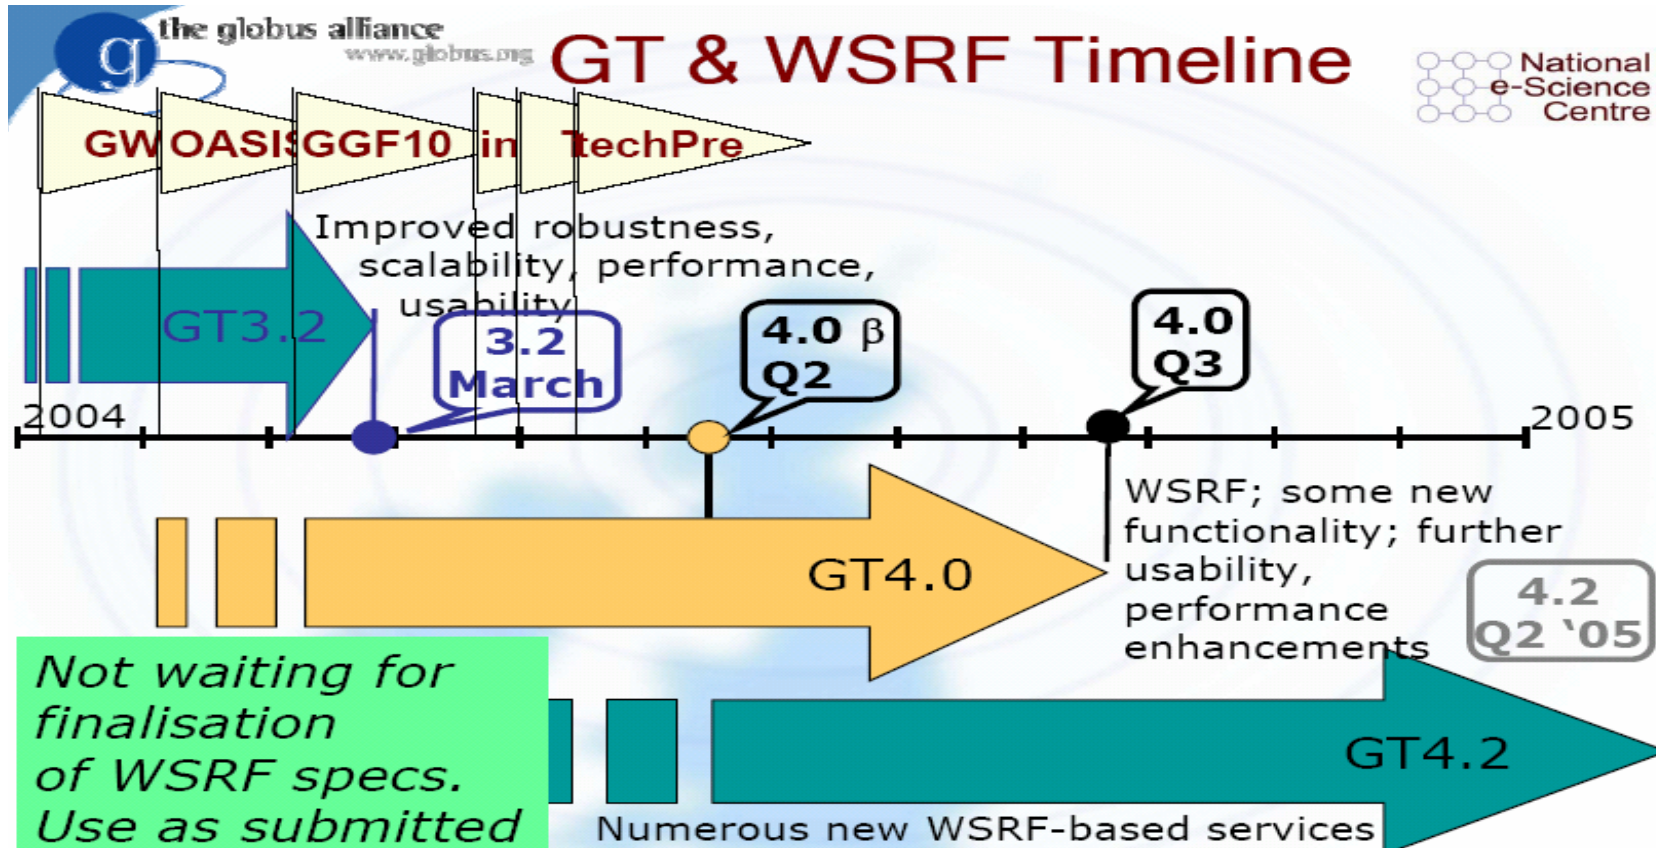 the globus alliance
www.globus.org
GT & WSRF Timeline
National
e-Science
Centre
GW
OASIS
GGF10
in
techPre
Improved robustness,
scalability, performance,
usability
GT3.2
3.2
March
4.0 β
Q2
4.0
Q3
2004
2005
GT4.0
WSRF; some new
functionality; further
usability,
performance
enhancements
4.2
Q2 ‘05
Not waiting for
finalisation
of WSRF specs.
Use as submitted
GT4.2
Numerous new WSRF-based services